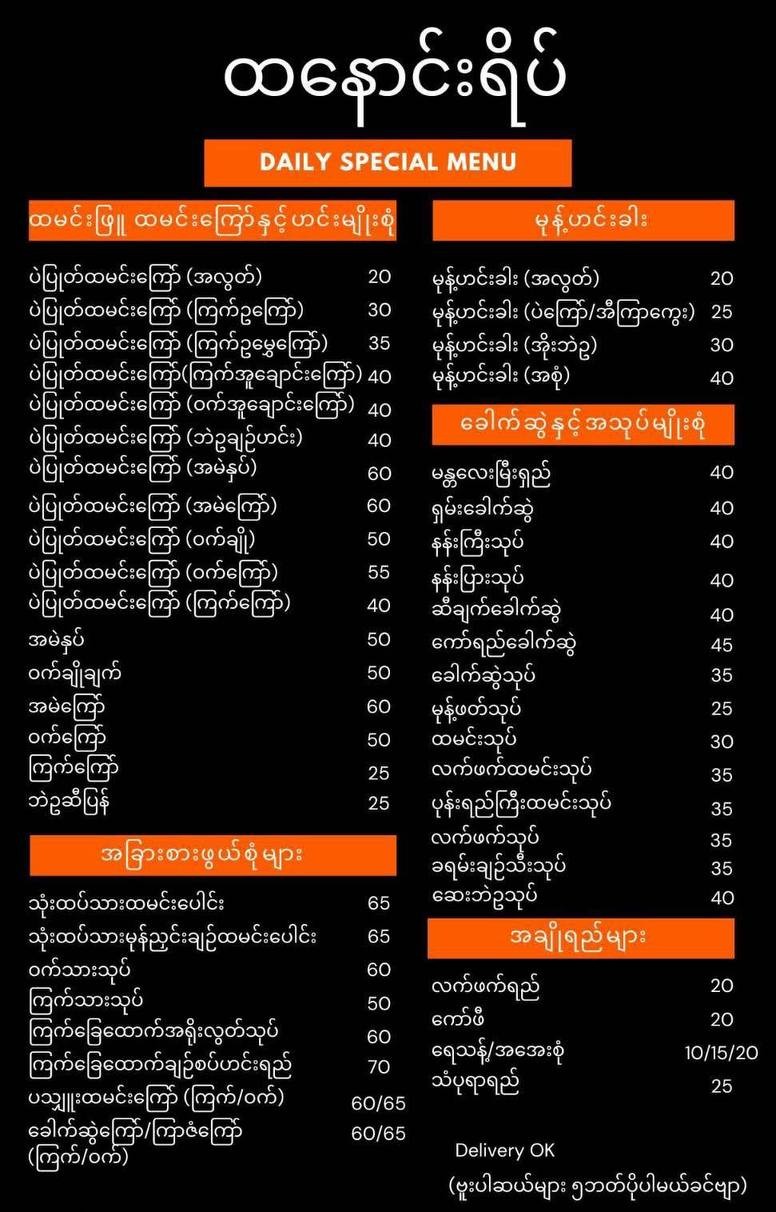 ထနောင်းရိပ်
DAILY SPECIAL MENU
ထမင်းဖြူ ထမင်းကြော်နှင့်ဟင်းမျိုးစုံ
ပဲပြုတ်ထမင်းကြော် (အလွတ်) 20
ပဲပြုတ်ထမင်းကြော် (ကြက်ဥကြော်) 30
ပဲပြုတ်ထမင်းကြော် (ကြက်ဥမွှေကြော်) 35
ပဲပြုတ်ထမင်းကြော်(ကြက်အူချောင်းကြော်) 40
ပဲပြုတ်ထမင်းကြော် (ဝက်အူချောင်းကြော်) 40
ပဲပြုတ်ထမင်းကြော် (ဘဲဥချဉ်ဟင်း) 40
ပဲပြုတ်ထမင်းကြော် (အမဲနှပ်) 60
ပဲပြုတ်ထမင်းကြော် (အမဲကြော်) 60
ပဲပြုတ်ထမင်းကြော် (ဝက်ချို) 50
ပဲပြုတ်ထမင်းကြော် (ဝက်ကြော်) 55
ပဲပြုတ်ထမင်းကြော် (ကြက်ကြော်) 40
အမဲနှပ် 50
ဝက်ချိုချက် 50
အမဲကြော် 60
ဝက်ကြော် 50
ကြက်ကြော် 25
ဘဲဥဆီပြန် 25
အခြားစားဖွယ်စုံများ
သုံးထပ်သားထမင်းပေါင်း 65
သုံးထပ်သားမုန်ညှင်းချဉ်ထမင်းပေါင်း 65
ဝက်သားသုပ် 60
ကြက်သားသုပ် 50
ကြက်ခြေထောက်အရိုးလွတ်သုပ် 60
ကြက်ခြေထောက်ချဉ်စပ်ဟင်းရည် 70
ပသျှူးထမင်းကြော် (ကြက်/ဝက်) 60/65
ခေါက်ဆွဲကြော်/ကြာဇံကြော် 60/65
(ကြက်/ဝက်)
မုန့်ဟင်းခါး
မုန့်ဟင်းခါး (အလွတ်) 20
မုန့်ဟင်းခါး (ပဲကြော်/အီကြာကွေး) 25
မုန့်ဟင်းခါး (အိုးဘဲဥ) 30
မုန့်ဟင်းခါး (အစုံ) 40
ခေါက်ဆွဲနှင့်အသုပ်မျိုးစုံ
မန္တလေးမြီးရှည် 40
ရှမ်းခေါက်ဆွဲ 40
နန်းကြီးသုပ် 40
နန်းပြားသုပ် 40
ဆီချက်ခေါက်ဆွဲ 40
ကော်ရည်ခေါက်ဆွဲ 45
ခေါက်ဆွဲသုပ် 35
မုန့်ဖတ်သုပ် 25
ထမင်းသုပ် 30
လက်ဖက်ထမင်းသုပ် 35
ပုန်းရည်ကြီးထမင်းသုပ် 35
လက်ဖက်သုပ် 35
ခရမ်းချဉ်သီးသုပ် 35
ဆေးဘဲဥသုပ် 40
အချိုရည်များ
လက်ဖက်ရည် 20
ကော်ဖီ 20
ရေသန့်/အအေးစုံ 10/15/20
သံပုရာရည် 25
Delivery OK
(ဗူးပါဆယ်များ ၅ဘတ်ပိုပါမယ်ခင်ဗျာ)